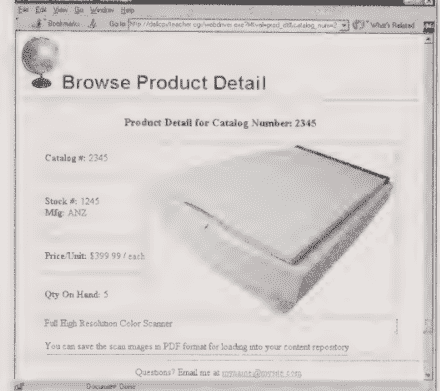 File Edit View Go Window Help
Bookmarks Go to What's Related
Browse Product Detail
Product Detail for Catalog Number: 2345
Catalog #: 2345
Stock #: 1245
Mfg: ANZ
Price/Unit: $399.99 / each
Qty On Hand: 5
Full High Resolution Color Scanner
You can save the scan images in PDF format for loading into your content repository
Questions? Email me at myname@mysite.com
Document: Done